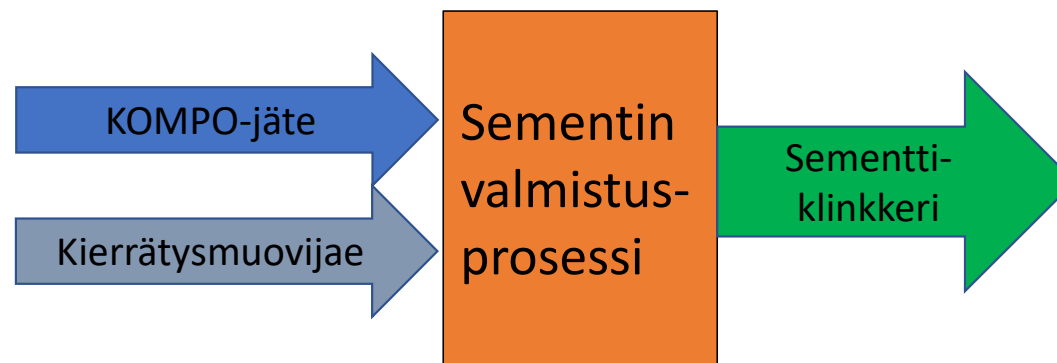 KOMPO-jäte
Kierrätysmuovijae
Sementin
valmistus-
prosessi
Sementti-
klinkkeri